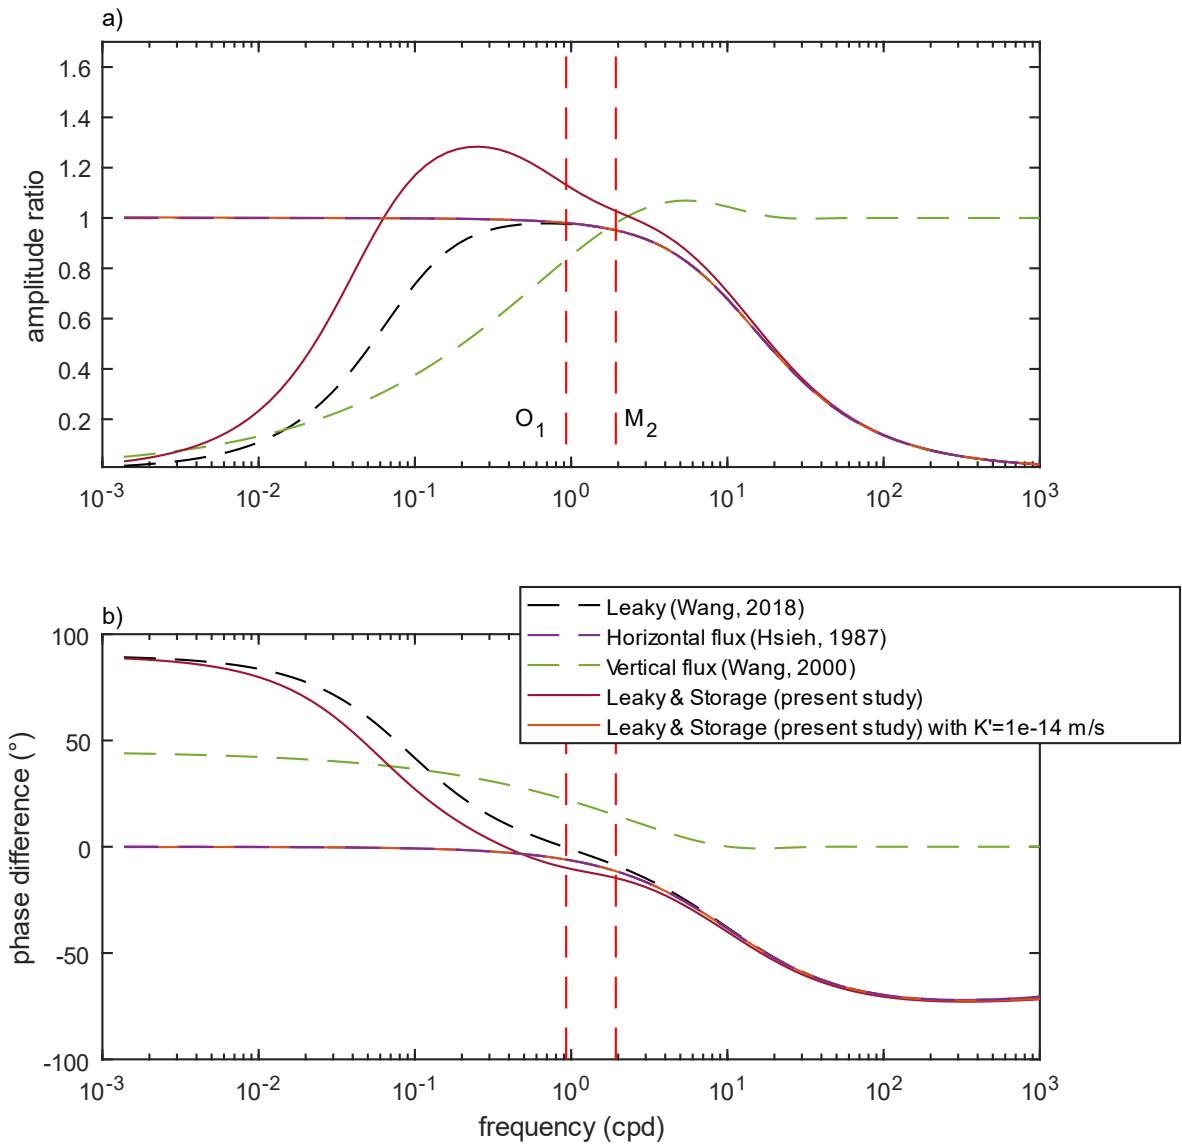 a)
1.6
1.4
1.2
1
0.8
0.6
0.4
0.2
amplitude ratio
O1
M2
10-3
10-2
10-1
100
101
102
103
b)
Leaky (Wang, 2018)
Horizontal flux (Hsieh, 1987)
Vertical flux (Wang, 2000)
Leaky & Storage (present study)
Leaky & Storage (present study) with K'=1e-14 m/s
100
50
0
-50
-100
phase difference (°)
10-3
10-2
10-1
100
101
102
103
frequency (cpd)